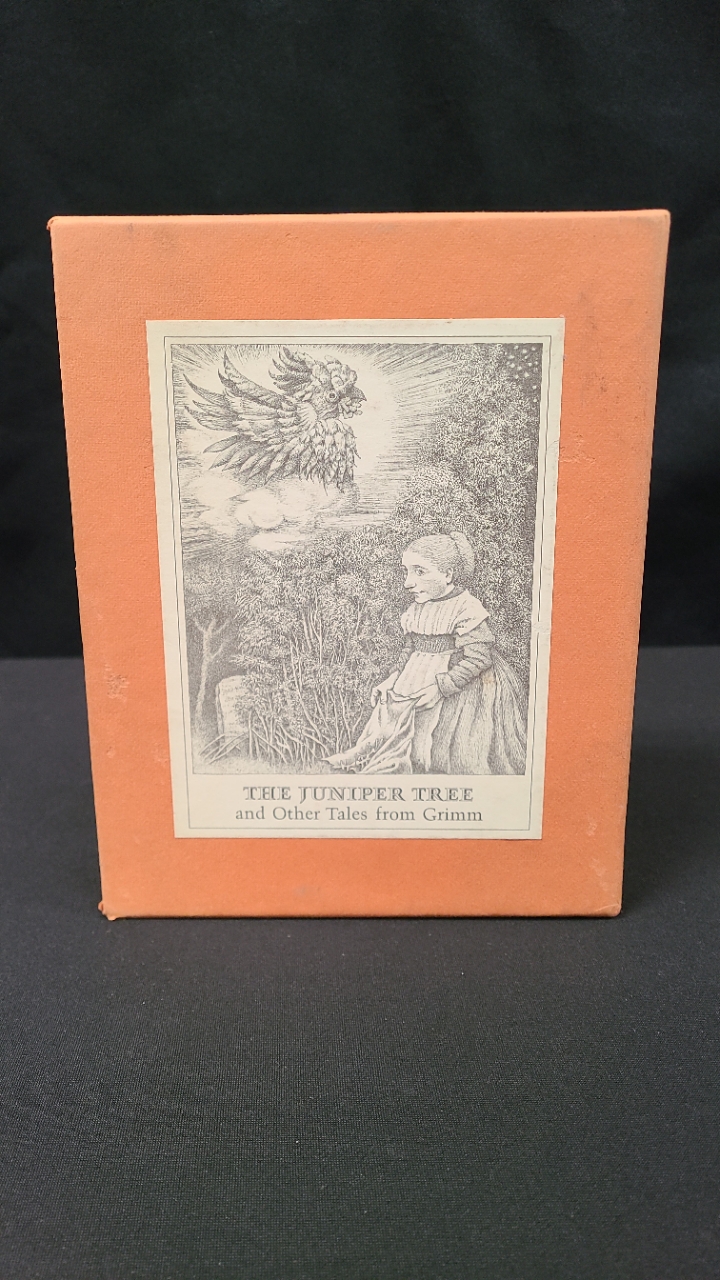 THE JUNIPER TREE
and Other Tales from Grimm